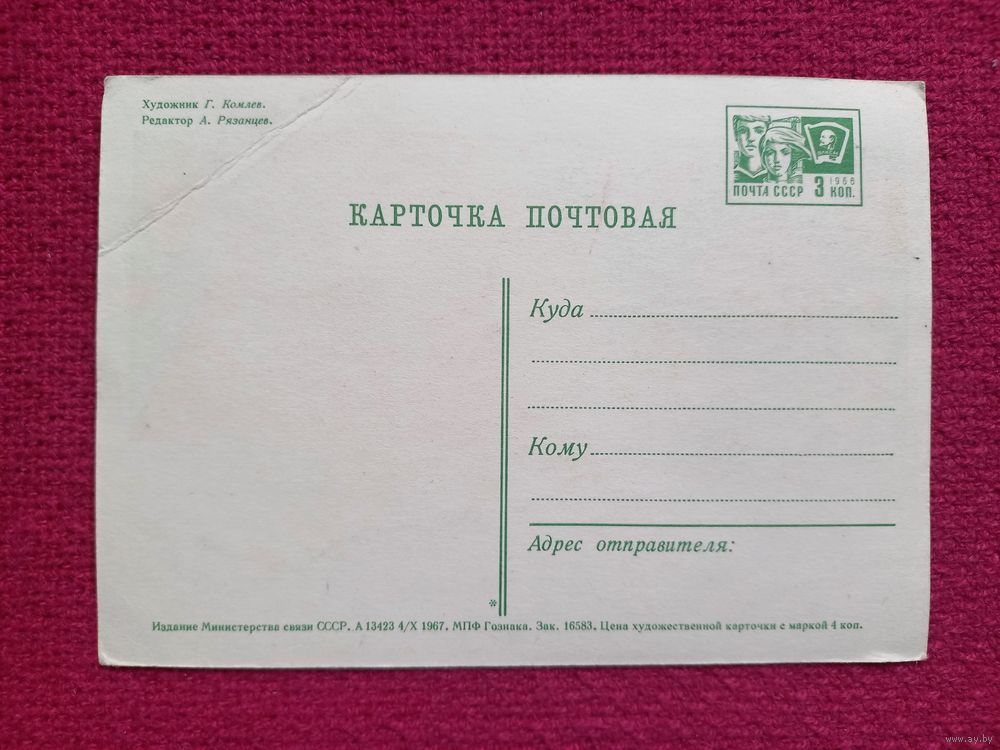 Художник Г. Комлев.
Редактор А. Рязанцев.
ПОЧТА СССР 3 1966 КОП.
КАРТОЧКА ПОЧТОВАЯ
Куда
Кому
Адрес отправителя:
*
Издание Министерства связи СССР. А 13423 4/X 1967. МПФ Гознака. Зак. 16583. Цена художественной карточки с маркой 4 коп.
www.ay.by